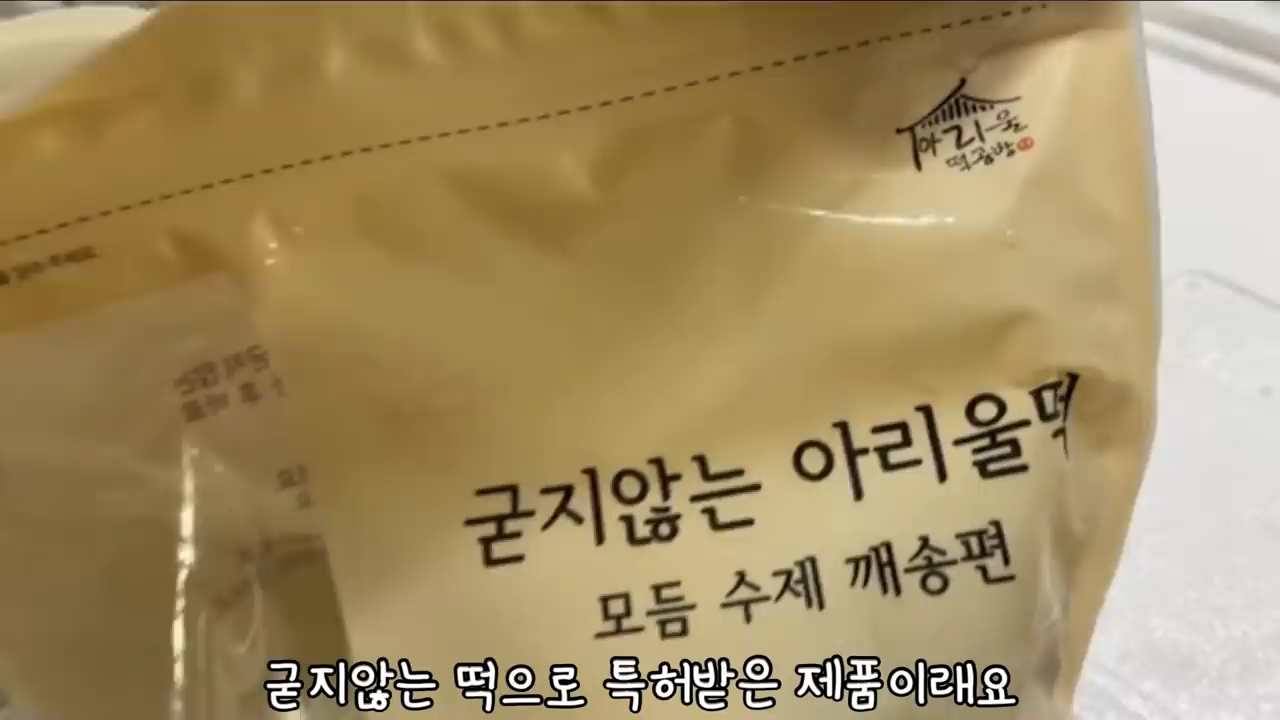 아리울
떡공방
굳지않는 아리울떡
모듬 수제 깨송편
굳지않는 떡으로 특허받은 제품이래요